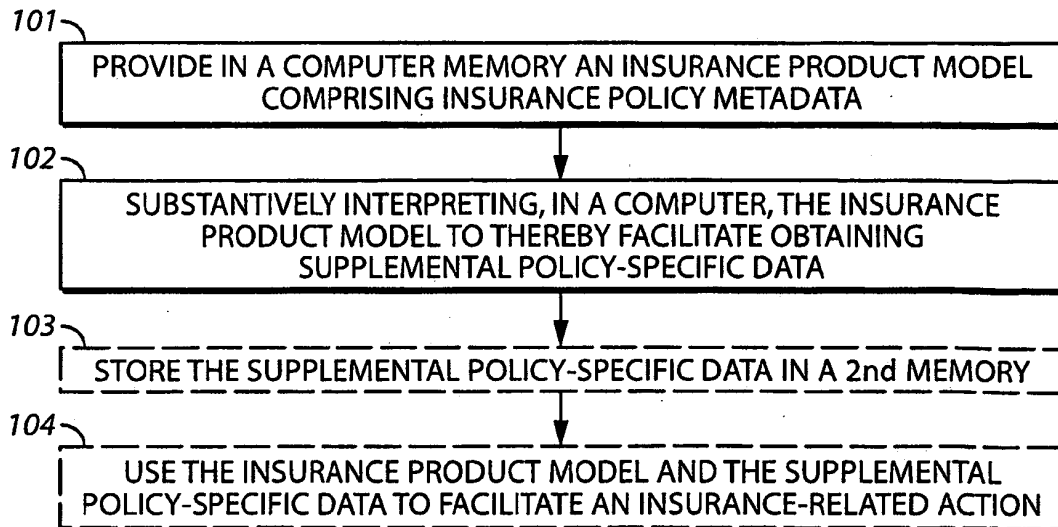 101
PROVIDE IN A COMPUTER MEMORY AN INSURANCE PRODUCT MODEL
COMPRISING INSURANCE POLICY METADATA
102
SUBSTANTIVELY INTERPRETING, IN A COMPUTER, THE INSURANCE
PRODUCT MODEL TO THEREBY FACILITATE OBTAINING
SUPPLEMENTAL POLICY-SPECIFIC DATA
103
STORE THE SUPPLEMENTAL POLICY-SPECIFIC DATA IN A 2nd MEMORY
104
USE THE INSURANCE PRODUCT MODEL AND THE SUPPLEMENTAL
POLICY-SPECIFIC DATA TO FACILITATE AN INSURANCE-RELATED ACTION